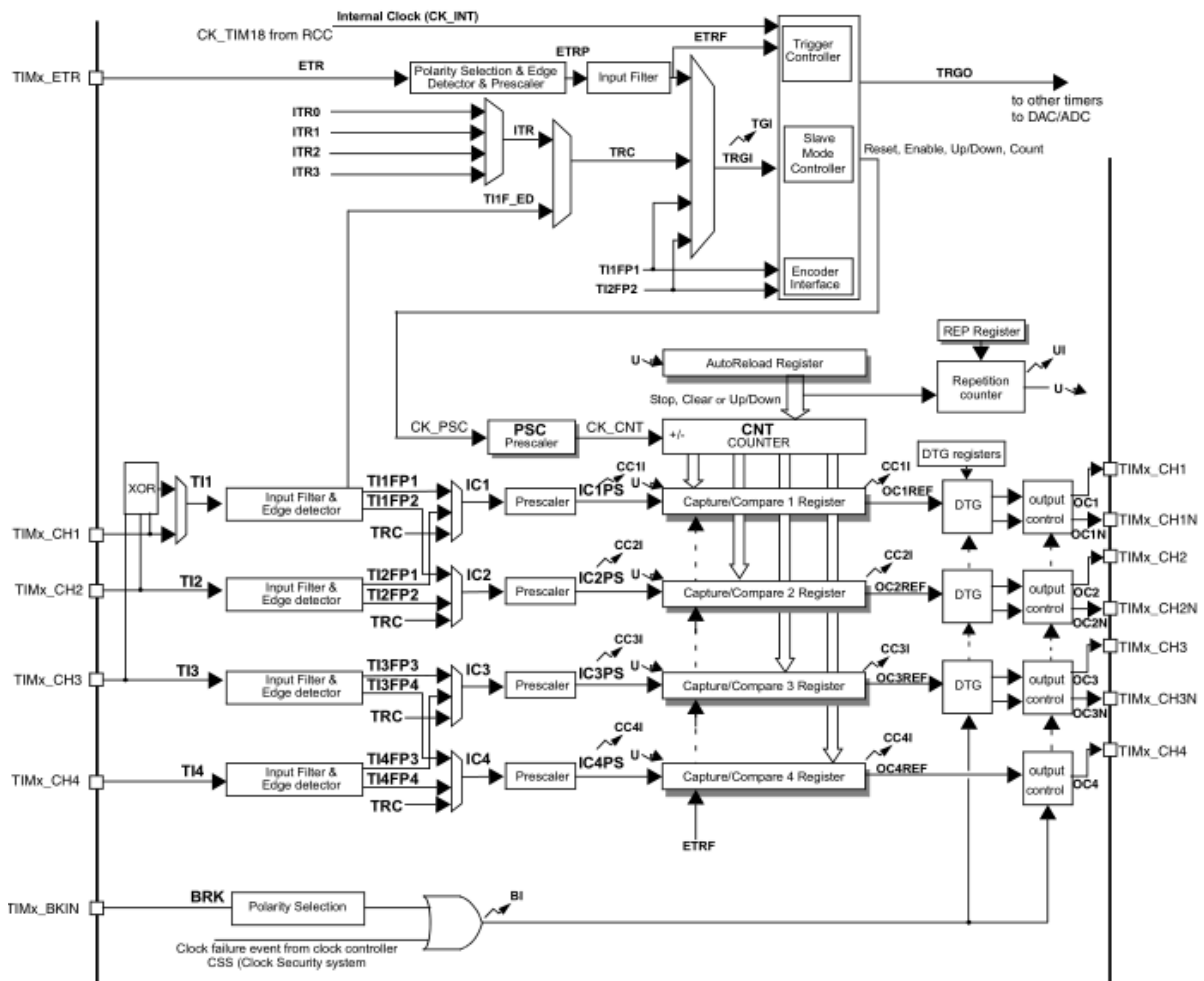 Internal Clock (CK_INT)
CK_TIM18 from RCC
ETRF
Trigger
Controller
TIMx_ETR
ETR
Polarity Selection & Edge
Detector & Prescaler
ETRP
Input Filter
TRGO
to other timers
to DAC/ADC
ITR0
ITR1
ITR2
ITR3
ITR
TRC
TI1F_ED
TGI
TRGI
Slave
Mode
Controller
Reset, Enable, Up/Down, Count
TI1FP1
TI2FP2
Encoder
Interface
REP Register
U
AutoReload Register
Repetition
counter
UI
U
Stop, Clear or Up/Down
CK_PSC
PSC
Prescaler
CK_CNT
+/-
CNT
COUNTER
DTG registers
XOR
TI1
Input Filter &
Edge detector
TI1FP1
TI1FP2
TRC
IC1
Prescaler
IC1PS
CC1I
U
Capture/Compare 1 Register
CC1I
OC1REF
DTG
output
control
OC1
OC1N
TIMx_CH1
TIMx_CH1N
TIMx_CH1
TIMx_CH2
TI2
Input Filter &
Edge detector
TI2FP1
TI2FP2
TRC
IC2
Prescaler
IC2PS
CC2I
U
Capture/Compare 2 Register
CC2I
OC2REF
DTG
output
control
OC2
OC2N
TIMx_CH2
TIMx_CH2N
TIMx_CH3
TI3
Input Filter &
Edge detector
TI3FP3
TI3FP4
TRC
IC3
Prescaler
IC3PS
CC3I
U
Capture/Compare 3 Register
CC3I
OC3REF
DTG
output
control
OC3
OC3N
TIMx_CH3
TIMx_CH3N
TIMx_CH4
TI4
Input Filter &
Edge detector
TI4FP3
TI4FP4
TRC
IC4
Prescaler
IC4PS
CC4I
U
Capture/Compare 4 Register
CC4I
OC4REF
output
control
OC4
TIMx_CH4
ETRF
TIMx_BKIN
BRK
Polarity Selection
BI
Clock failure event from clock controller
CSS (Clock Security system